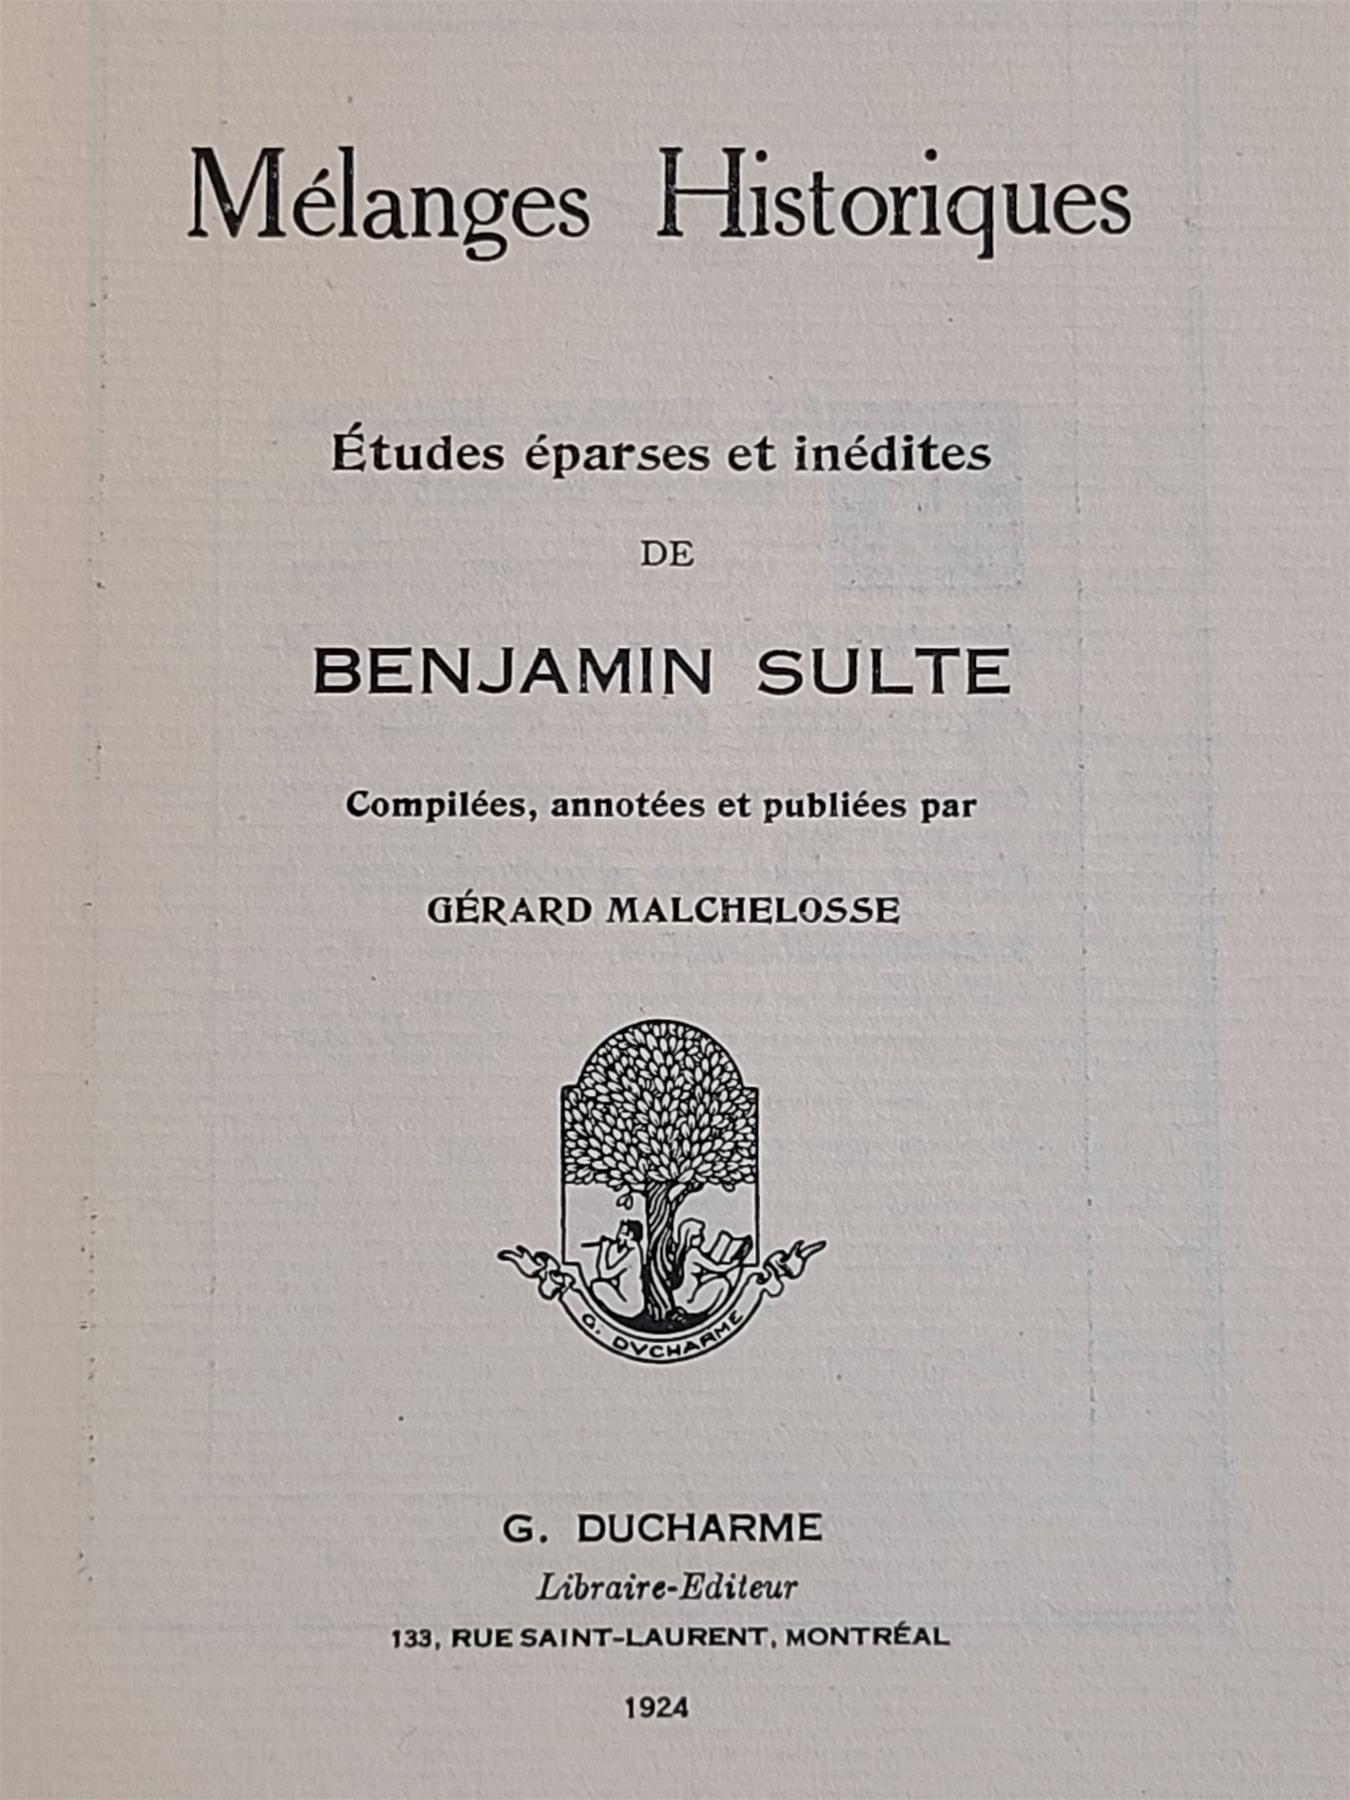 Mélanges Historiques
Études éparses et inédites
DE
BENJAMIN SULTE
Compilées, annotées et publiées par
GÉRARD MALCHELOSSE
G. DVCHARME
G. DUCHARME
Libraire-Editeur
133, RUE SAINT-LAURENT, MONTRÉAL
1924